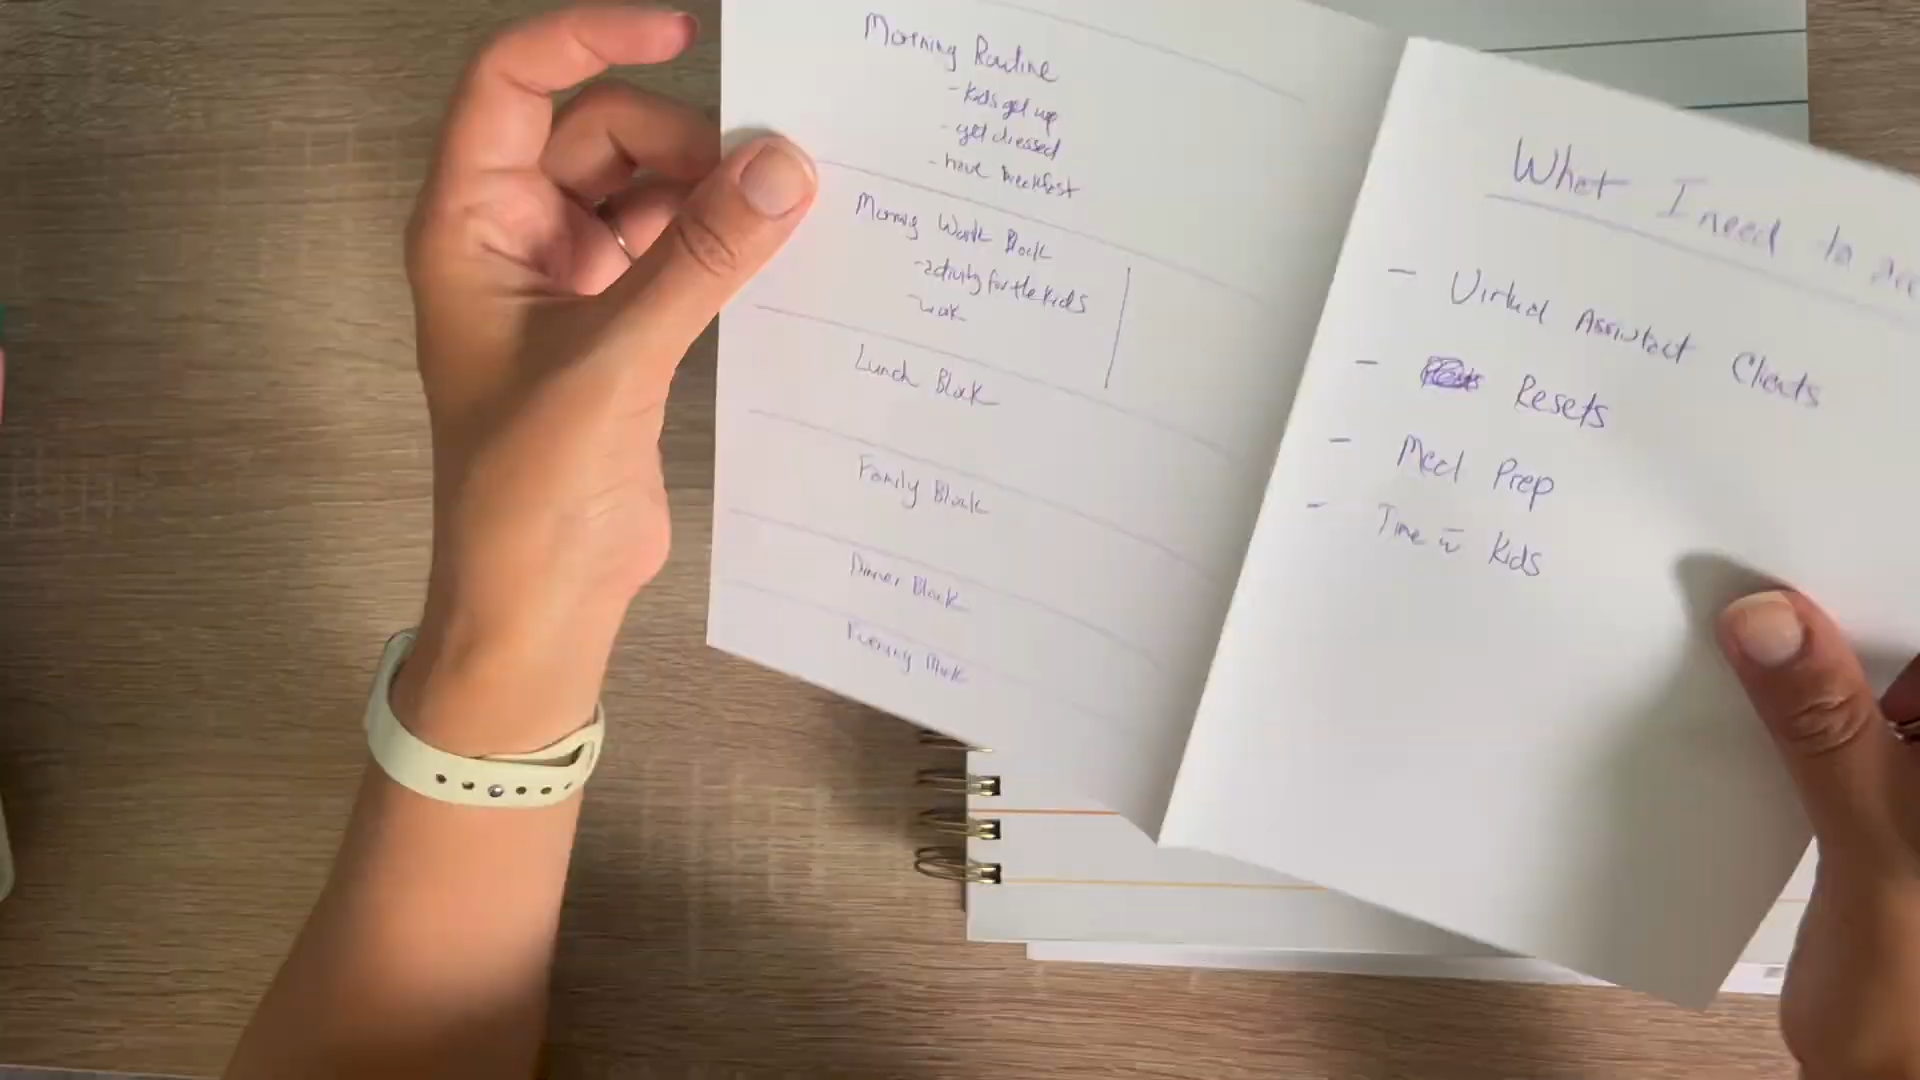 Morning Routine
- kids get up
- get dressed
- have breakfast
Morning Work Block
- activity for the kids
- work
Lunch Block
Family Block
Dinner Block
Evening Block
What I need to
- Virtual Assistant Clients
- Resets
- Meal Prep
- Time w Kids